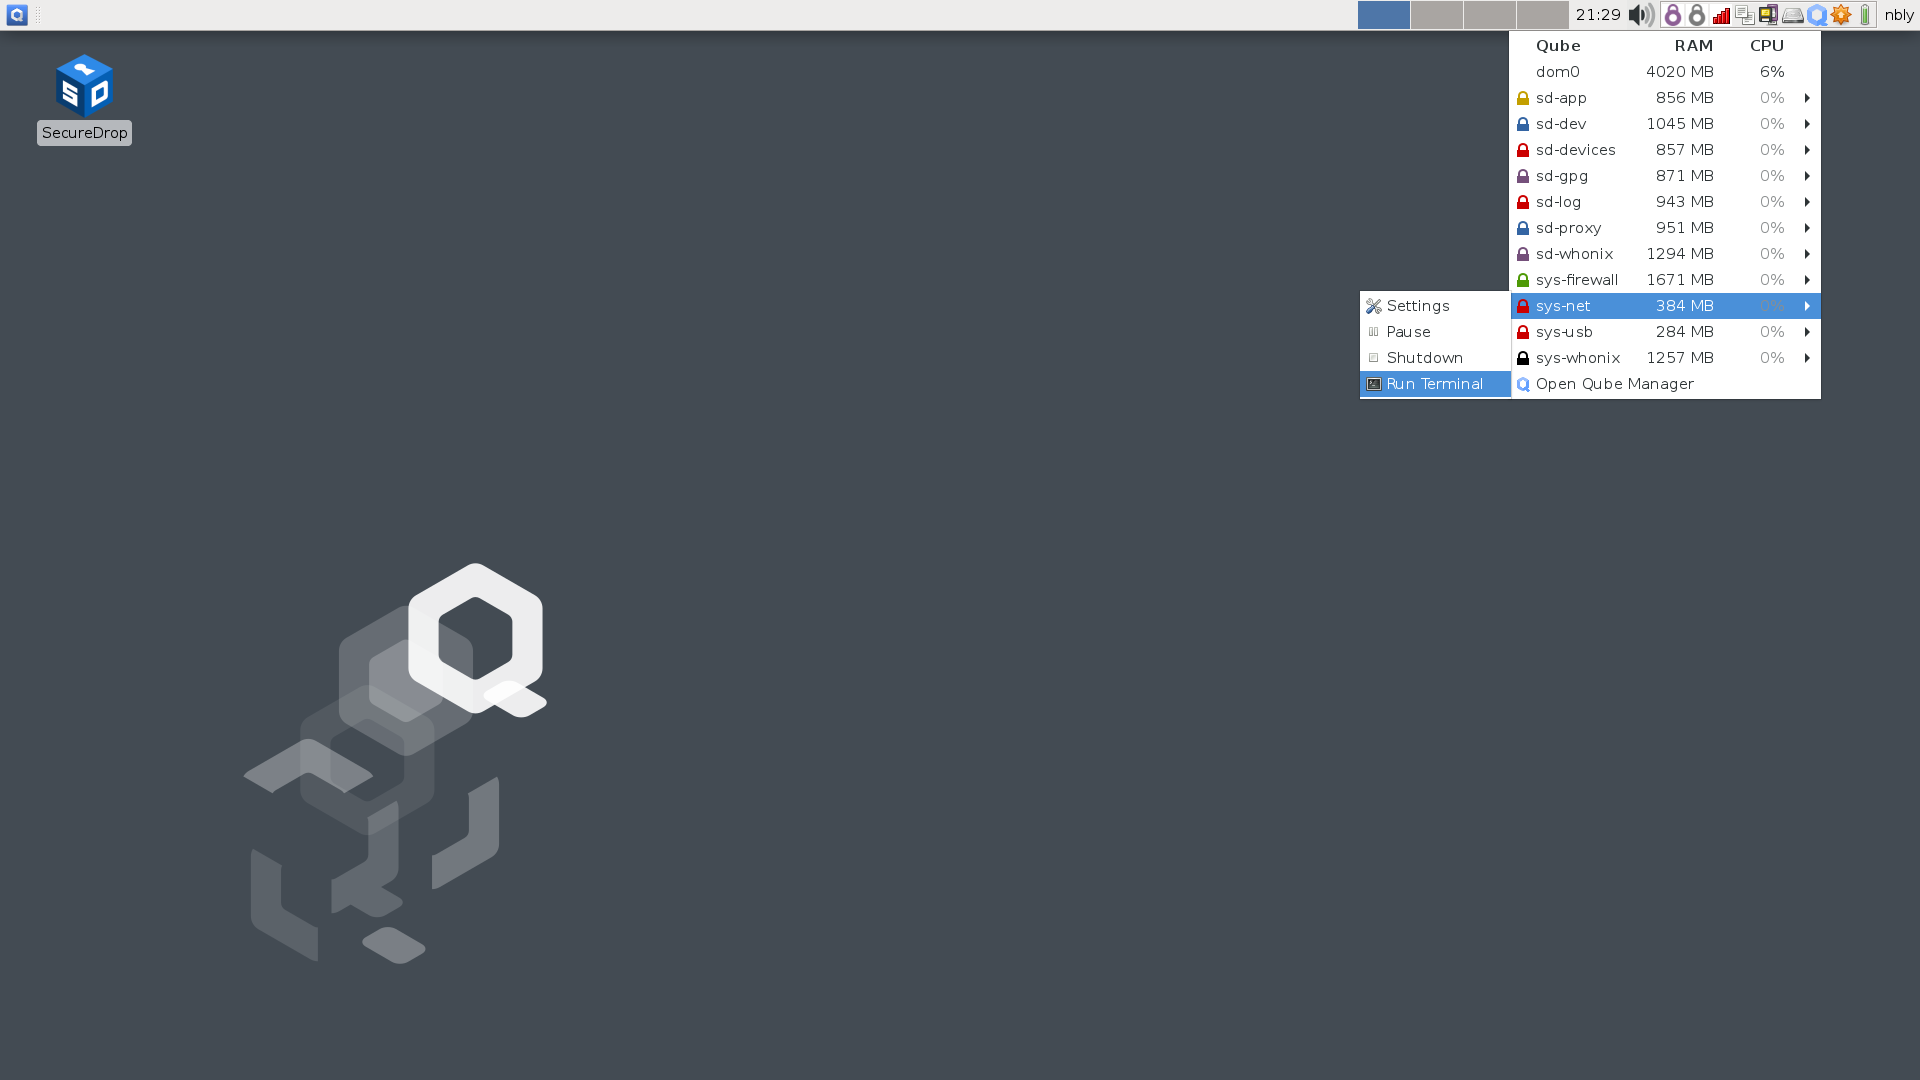 21:29
nbly
SecureDrop
Qube RAM CPU
dom0 4020 MB 6%
sd-app 856 MB 0%
sd-dev 1045 MB 0%
sd-devices 857 MB 0%
sd-gpg 871 MB 0%
sd-log 943 MB 0%
sd-proxy 951 MB 0%
sd-whonix 1294 MB 0%
sys-firewall 1671 MB 0%
sys-net 384 MB 0%
sys-usb 284 MB 0%
sys-whonix 1257 MB 0%
Open Qube Manager
Settings
Pause
Shutdown
Run Terminal